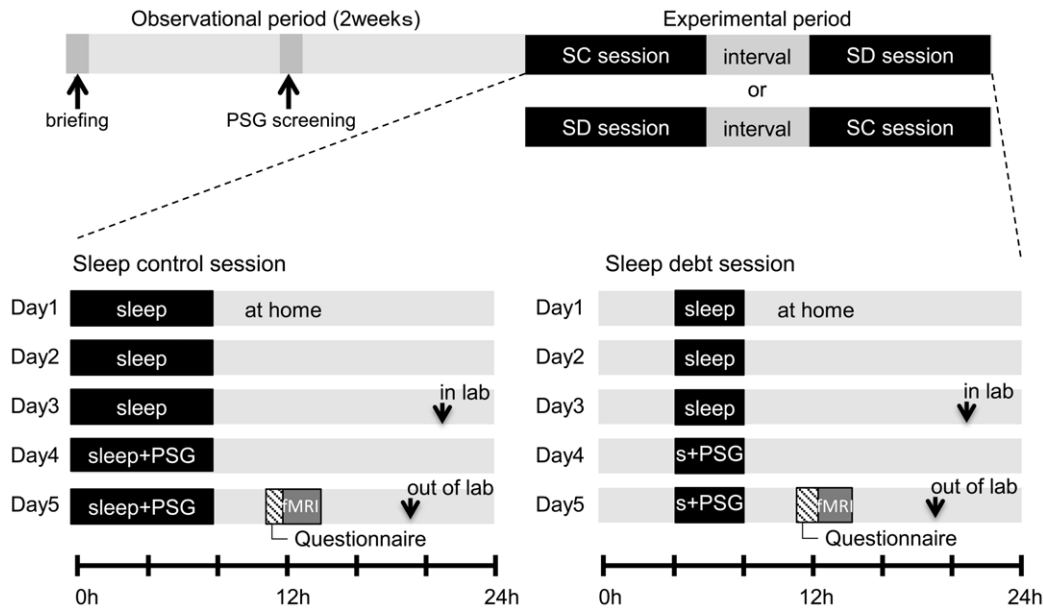 Observational period (2weeks)
Experimental period
SC session
interval
SD session
or
SD session
interval
SC session
briefing
PSG screening
Sleep control session
Day1
sleep
at home
Day2
sleep
Day3
sleep
in lab
Day4
sleep+PSG
Day5
sleep+PSG
fMRI
out of lab
Questionnaire
0h
12h
24h
Sleep debt session
Day1
sleep
at home
Day2
sleep
Day3
sleep
in lab
Day4
s+PSG
Day5
s+PSG
fMRI
out of lab
Questionnaire
0h
12h
24h